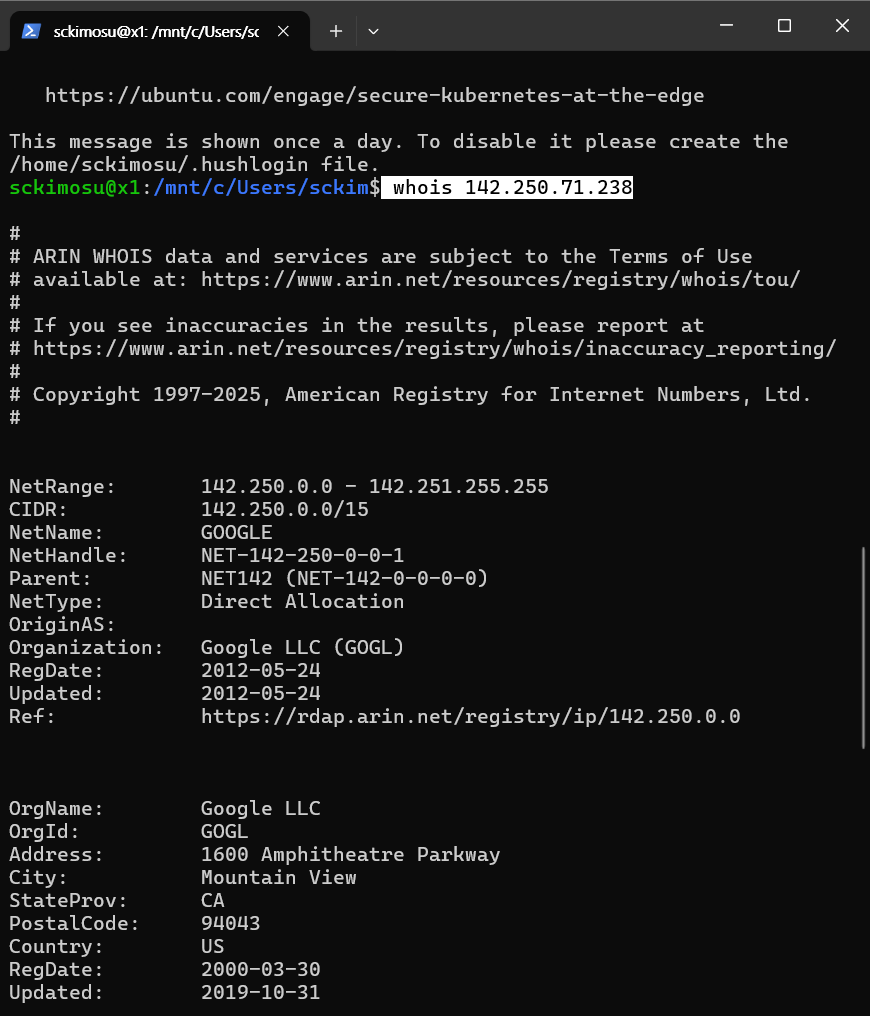 sckimosu@x1: /mnt/c/Users/sc
https://ubuntu.com/engage/secure-kubernetes-at-the-edge
This message is shown once a day. To disable it please create the
/home/sckimosu/.hushlogin file.
sckimosu@x1:/mnt/c/Users/sckim$ whois 142.250.71.238
#
# ARIN WHOIS data and services are subject to the Terms of Use
# available at: https://www.arin.net/resources/registry/whois/tou/
#
# If you see inaccuracies in the results, please report at
# https://www.arin.net/resources/registry/whois/inaccuracy_reporting/
#
# Copyright 1997-2025, American Registry for Internet Numbers, Ltd.
#
NetRange:       142.250.0.0 - 142.251.255.255
CIDR:           142.250.0.0/15
NetName:        GOOGLE
NetHandle:      NET-142-250-0-0-1
Parent:         NET142 (NET-142-0-0-0-0)
NetType:        Direct Allocation
OriginAS:
Organization:   Google LLC (GOGL)
RegDate:        2012-05-24
Updated:        2012-05-24
Ref:            https://rdap.arin.net/registry/ip/142.250.0.0
OrgName:        Google LLC
OrgId:          GOGL
Address:        1600 Amphitheatre Parkway
City:           Mountain View
StateProv:      CA
PostalCode:     94043
Country:        US
RegDate:        2000-03-30
Updated:        2019-10-31